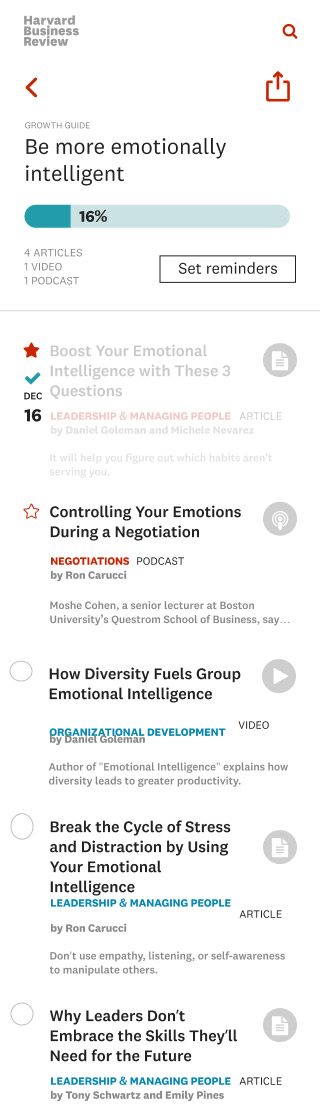 Harvard
Business
Review
GROWTH GUIDE
Be more emotionally
intelligent
16%
4 ARTICLES
1 VIDEO
1 PODCAST
Set reminders
Boost Your Emotional
Intelligence with These 3
Questions
DEC
16
LEADERSHIP & MANAGING PEOPLE ARTICLE
by Daniel Goleman and Michele Nevarez
It will help you figure out which habits aren't
serving you.
Controlling Your Emotions
During a Negotiation
NEGOTIATIONS PODCAST
by Ron Carucci
Moshe Cohen, a senior lecturer at Boston
University's Questrom School of Business, say...
How Diversity Fuels Group
Emotional Intelligence
ORGANIZATIONAL DEVELOPMENT VIDEO
by Daniel Goleman
Author of "Emotional Intelligence" explains how
diversity leads to greater productivity.
Break the Cycle of Stress
and Distraction by Using
Your Emotional
Intelligence
LEADERSHIP & MANAGING PEOPLE
ARTICLE
by Ron Carucci
Don't use empathy, listening, or self-awareness
to manipulate others.
Why Leaders Don't
Embrace the Skills They'll
Need for the Future
LEADERSHIP & MANAGING PEOPLE ARTICLE
by Tony Schwartz and Emily Pines